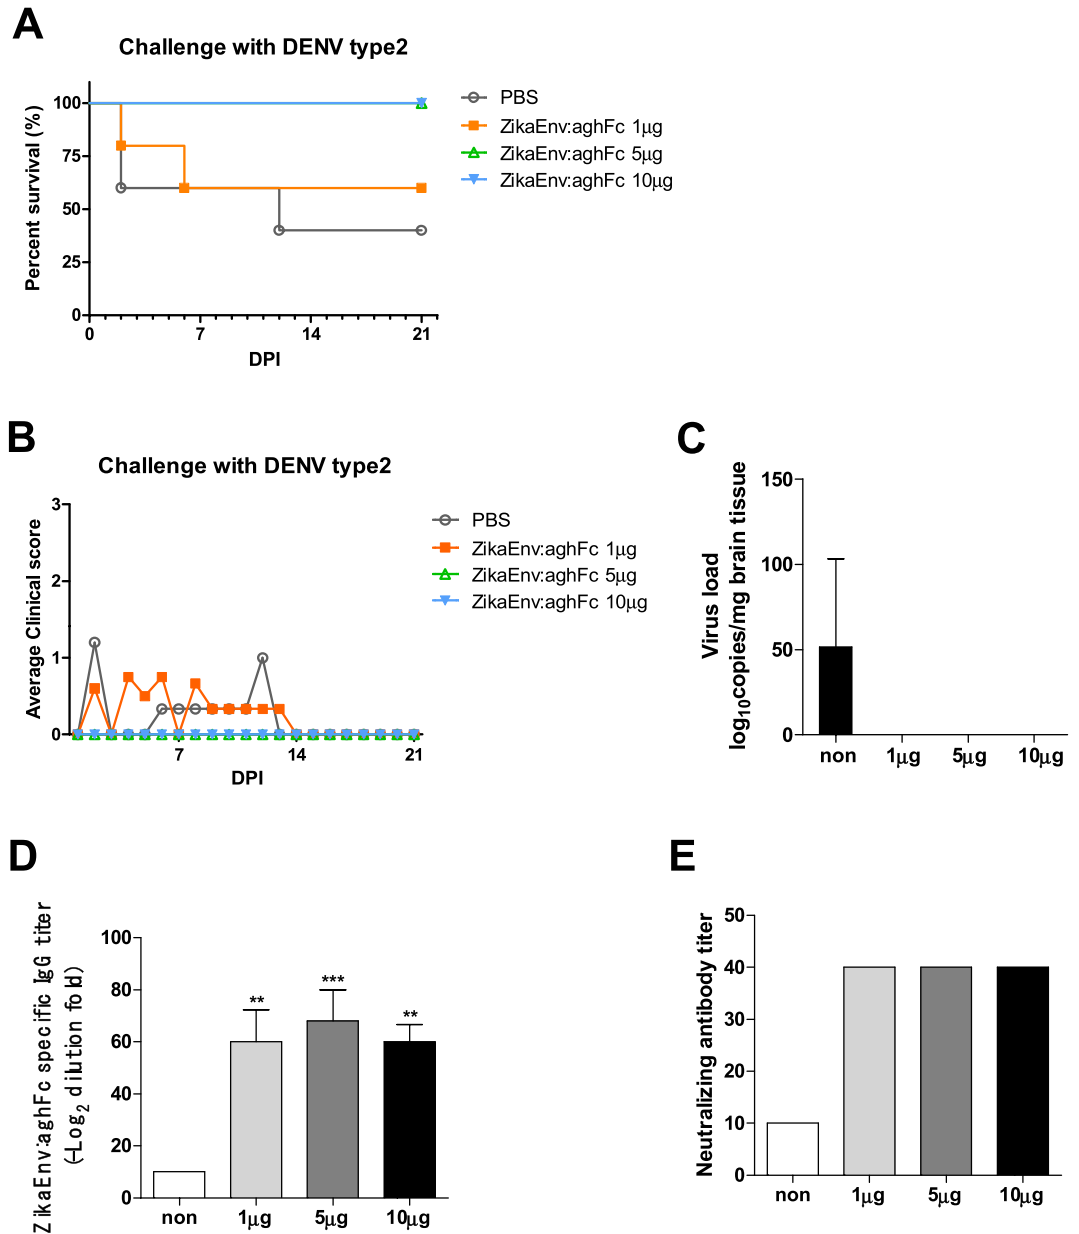 A
Challenge with DENV type2
Percent survival (%)
100
75
50
25
0
0 7 14 21
DPI
PBS
ZikaEnv:aghFc 1μg
ZikaEnv:aghFc 5μg
ZikaEnv:aghFc 10μg
B
Challenge with DENV type2
Average Clinical score
3
2
1
0
7 14 21
DPI
PBS
ZikaEnv:aghFc 1μg
ZikaEnv:aghFc 5μg
ZikaEnv:aghFc 10μg
C
Virus load
log10copies/mg brain tissue
150
100
50
0
non 1μg 5μg 10μg
D
ZikaEnv:aghFc specific IgG titer
(-Log2 dilution fold)
100
80
60
40
20
0
** *** **
non 1μg 5μg 10μg
E
Neutralizing antibody titer
50
40
30
20
10
0
non 1μg 5μg 10μg